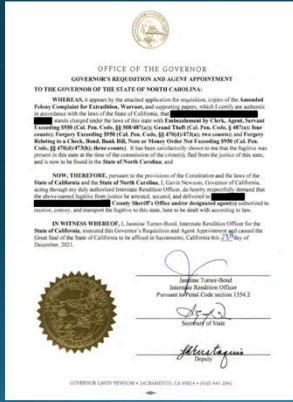 OFFICE OF THE GOVERNOR
GOVERNOR'S REQUISITION AND AGENT APPOINTMENT
TO THE GOVERNOR OF THE STATE OF NORTH CAROLINA:
WHEREAS, it appears by the attached application for requisition, copies of the Amended
Felony Complaint for Extradition, Warrant, and supporting papers, which I certify are authentic
in accordance with the laws of the State of California, that
stands charged under the laws of this state with Embezzlement by Clerk, Agent, Servant
Exceeding $950 (Cal. Pen. Code, §§ 508/487(a)); Grand Theft (Cal. Pen. Code, § 487(a); four
counts); Forgery Exceeding $950 (Cal. Pen. Code, §§ 470(d)/473(a); two counts); and Forgery
Relating to a Check, Bond, Bank Bill, Note or Money Order Not Exceeding $950 (Cal. Pen.
Code, §§ 470(d)/473(b); three counts). It has been satisfactorily shown to me that the fugitive was
present in this state at the time of the commission of the crime(s), fled from the justice of this state,
and is now to be found in the State of North Carolina; and
NOW, THEREFORE, pursuant to the provisions of the Constitution and the laws of the
State of California and the State of North Carolina, I, Gavin Newsom, Governor of California,
acting through my duly authorized Interstate Rendition Officer, do hereby respectfully demand that
the above-named fugitive from justice be arrested, secured, and delivered to
County Sheriff's Office and/or designated agent(s) authorized to
receive, convey, and transport the fugitive to this state, here to be dealt with according to law.
IN WITNESS WHEREOF, I, Jasmine Turner-Bond, Interstate Rendition Officer for the
State of California, executed this Governor's Requisition and Agent Appointment and caused the
Great Seal of the State of California to be affixed in Sacramento, California this day of
December, 2021.
Jasmine Turner-Bond
Interstate Rendition Officer
Pursuant to Penal Code section 1554.2
Secretary of State
Deputy
GOVERNOR GAVIN NEWSOM • SACRAMENTO, CA 95814 • (916) 445-2841